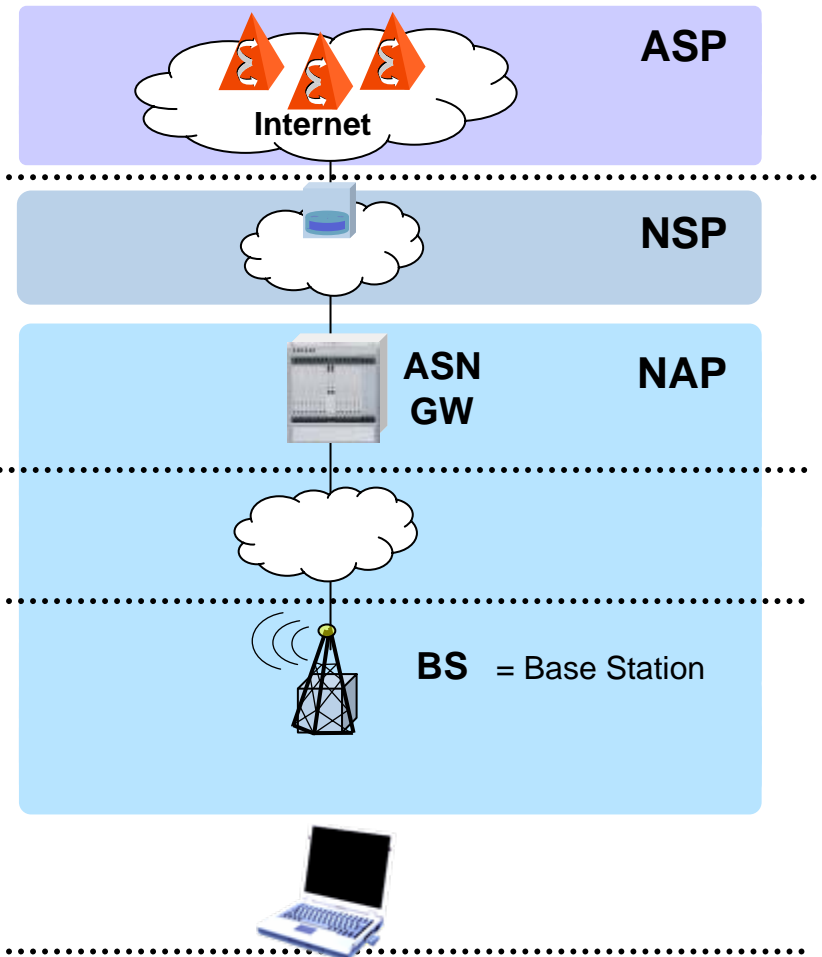 ASP
Internet
NSP
ASN
GW
NAP
BS = Base Station